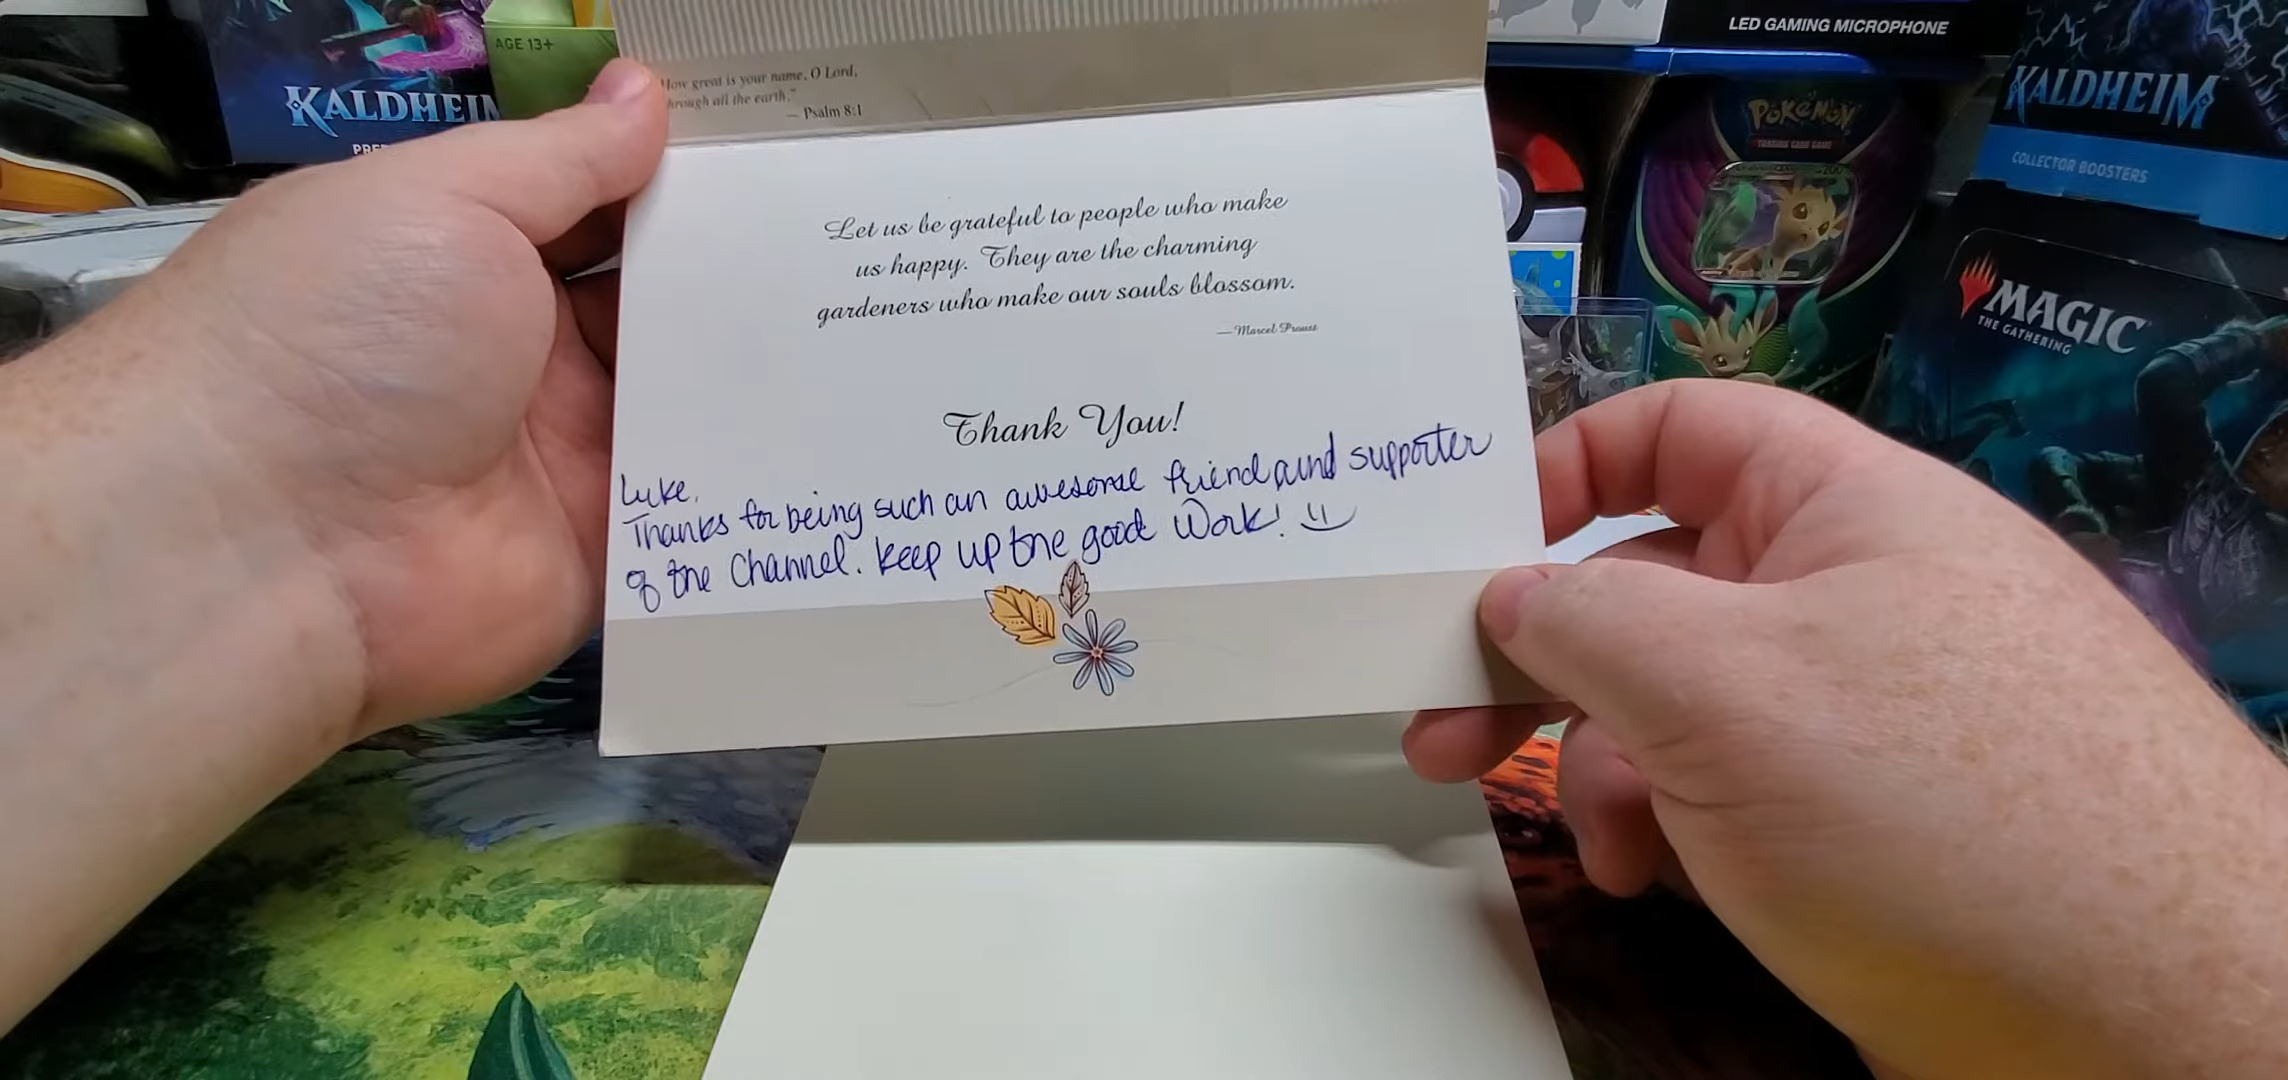 AGE 13+
KALDHEIM
LED GAMING MICROPHONE
KALDHEIM
COLLECTOR BOOSTERS
POKéMON
TRADING CARD GAME
MAGIC
THE GATHERING
How great is your name, O Lord,
through all the earth."
— Psalm 8:1
Let us be grateful to people who make
us happy. They are the charming
gardeners who make our souls blossom.
— Marcel Proust
Thank You!
Luke,
Thanks for being such an awesome friend, and supporter
of the Channel. Keep up the good Work!